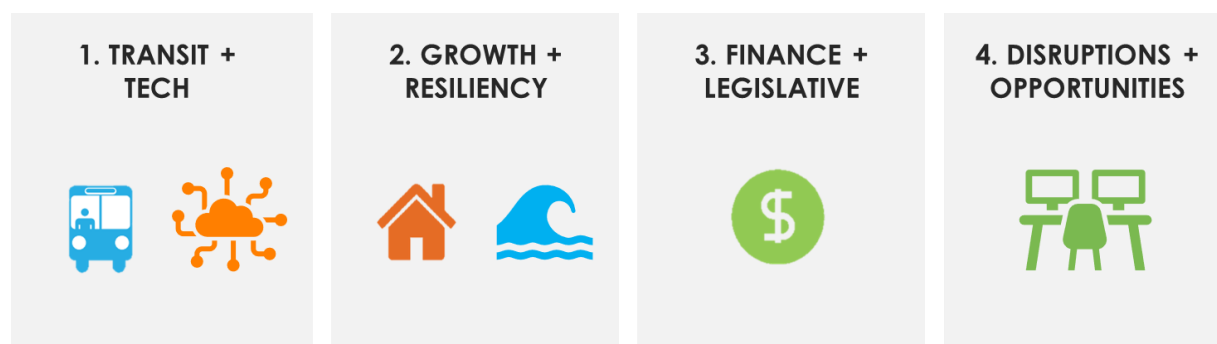 1. TRANSIT +
TECH
2. GROWTH +
RESILIENCY
3. FINANCE +
LEGISLATIVE
$
4. DISRUPTIONS +
OPPORTUNITIES